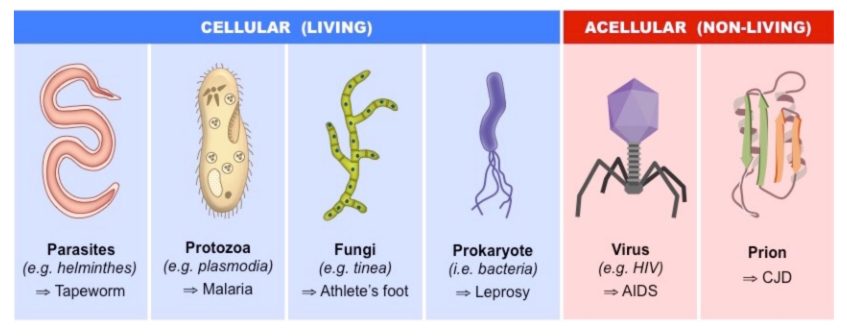 CELLULAR (LIVING)
ACELLULAR (NON-LIVING)
Parasites
(e.g. helminthes)
⇒ Tapeworm
Protozoa
(e.g. plasmodia)
⇒ Malaria
Fungi
(e.g. tinea)
⇒ Athlete's foot
Prokaryote
(i.e. bacteria)
⇒ Leprosy
Virus
(e.g. HIV)
⇒ AIDS
Prion
⇒ CJD